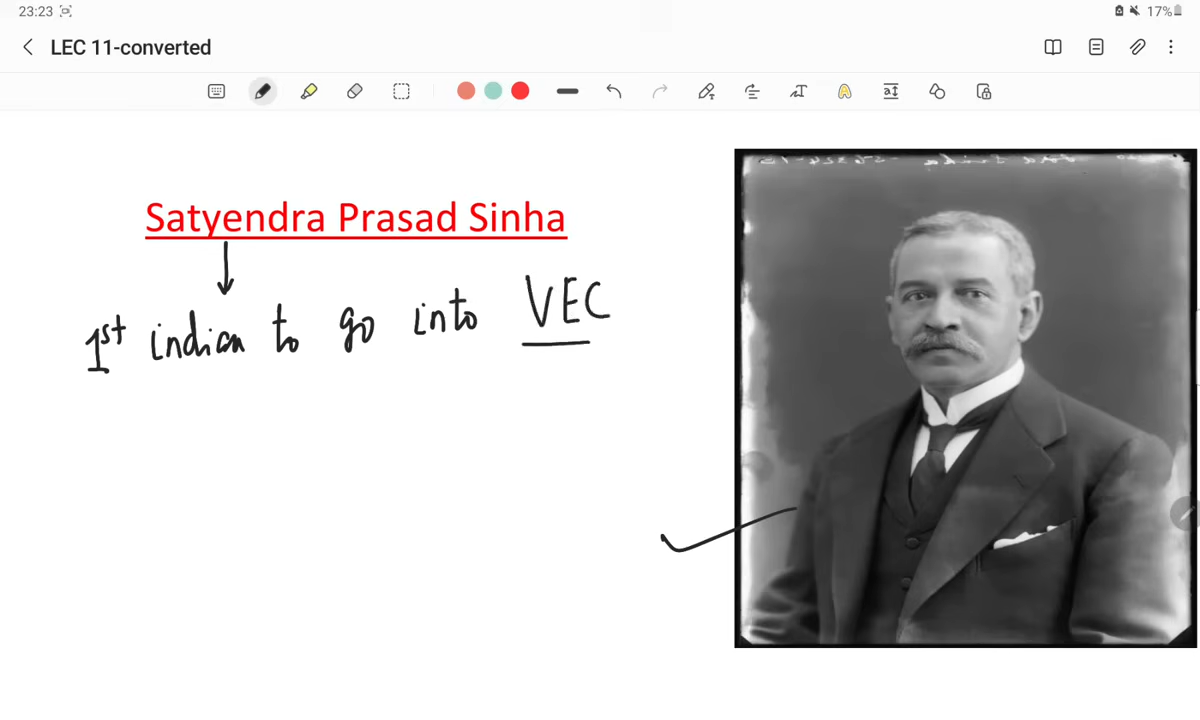 23:23
17%
LEC 11-converted
Satyendra Prasad Sinha
1st indian to go into VEC